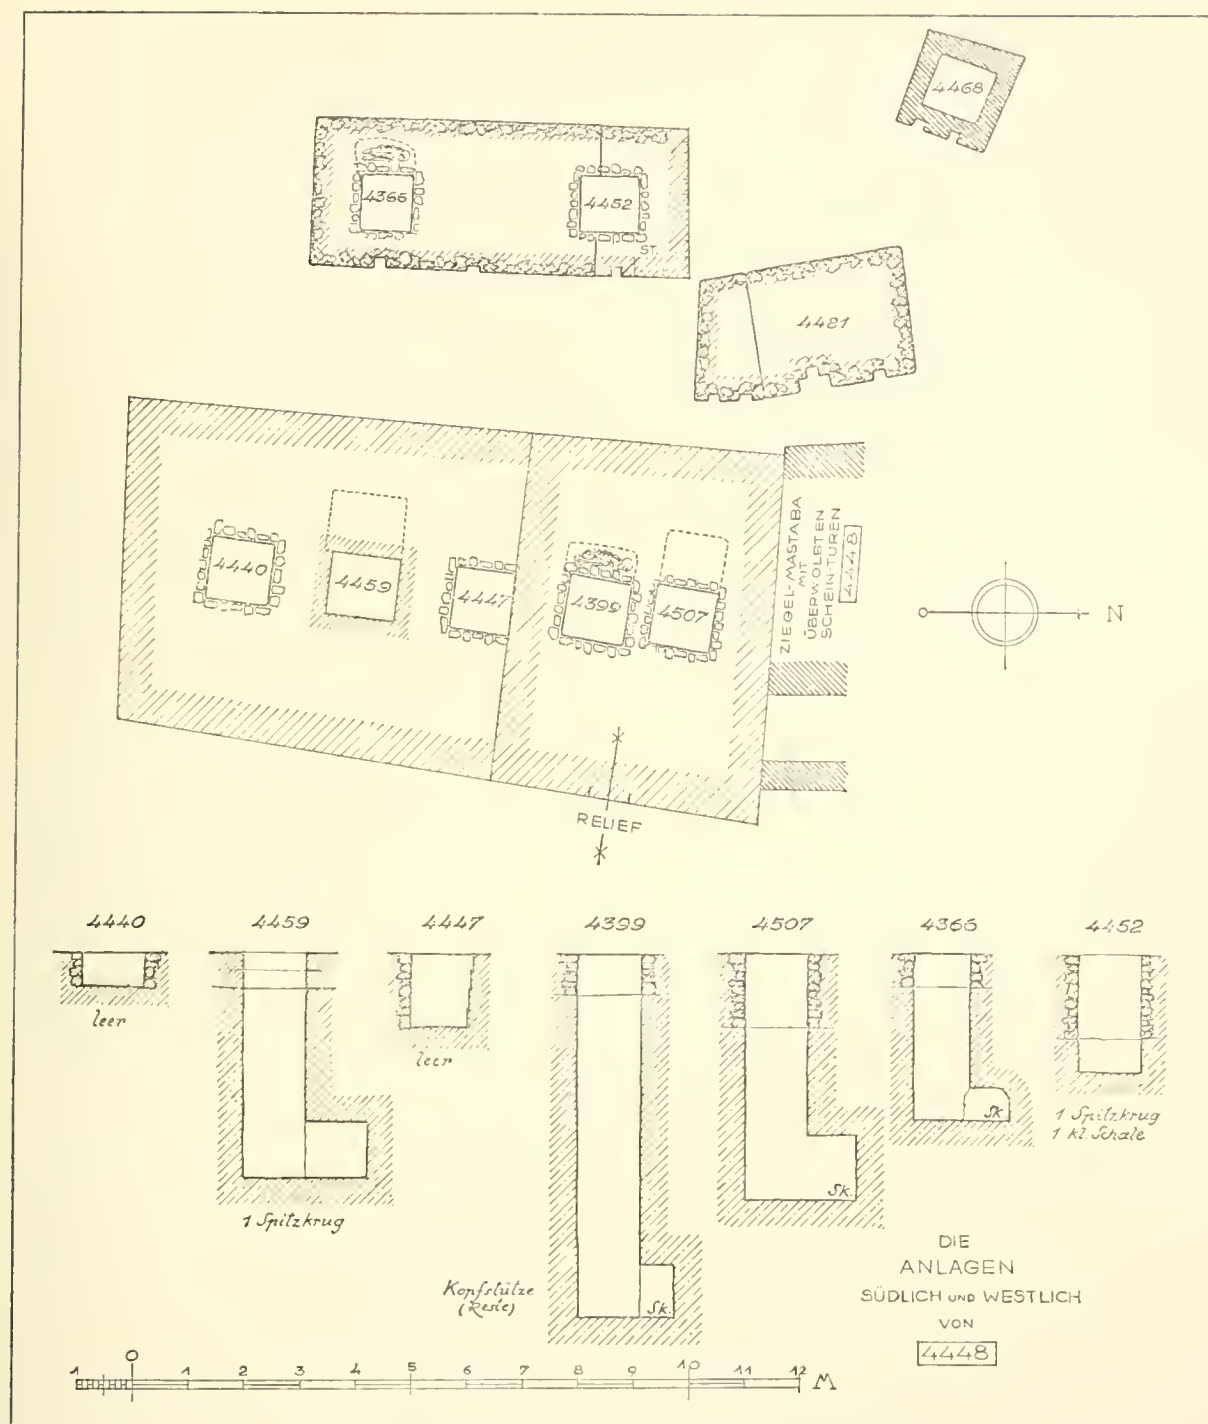 4468
4366
4452
ST.
4481
4440
4459
4447
4399
4507
ZIEGEL-MASTABA
MIT
ÜBERWÖLBTEN
SCHEIN-TUREN
4448
N
RELIEF
4440
4459
4447
4399
4507
4366
4452
leer
leer
Sk.
1 Spitzkrug
1 kl. Schale
Sk.
1 Spitzkrug
Kopfstütze
(Reste)
Sk.
DIE
ANLAGEN
SÜDLICH UND WESTLICH
VON
4448
1 0 1 2 3 4 5 6 7 8 9 10 11 12 M